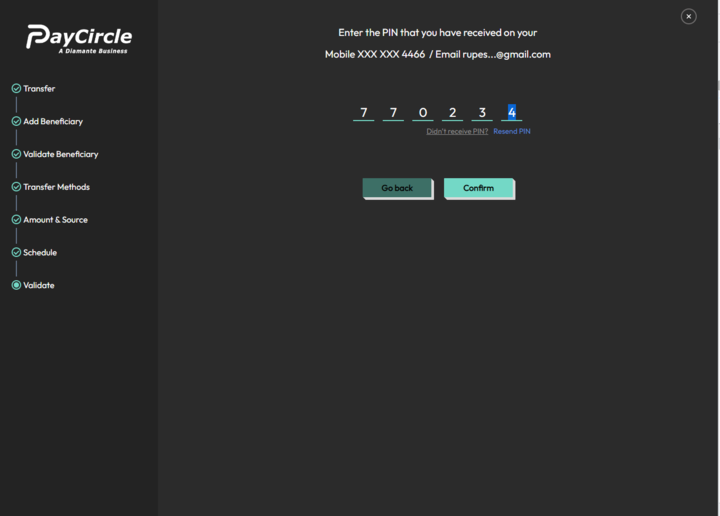 PayCircle
A Diamante Business
Transfer
Add Beneficiary
Validate Beneficiary
Transfer Methods
Amount & Source
Schedule
Validate
Enter the PIN that you have received on your
Mobile XXX XXX 4466 / Email rupes...@gmail.com
7 7 0 2 3 4
Didn't receive PIN? Resend PIN
Go back Confirm